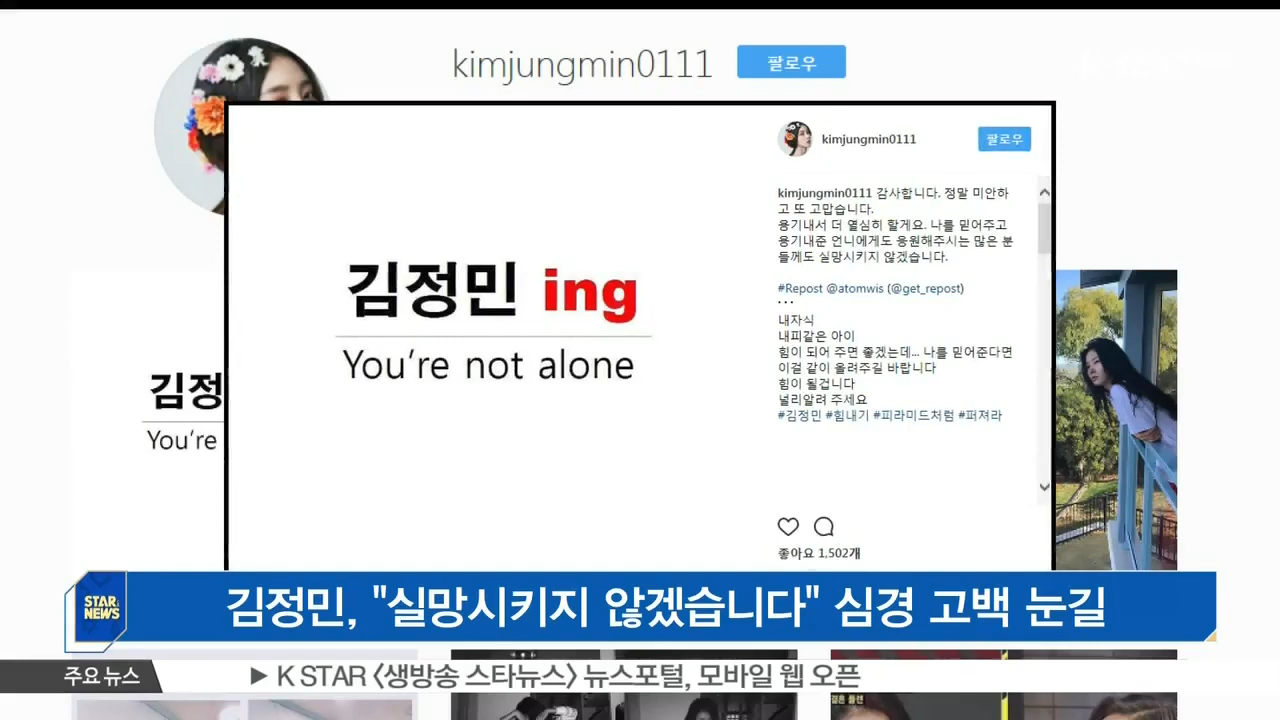 kimjungmin0111 팔로우
kimjungmin0111 팔로우
kimjungmin0111 감사합니다. 정말 미안하
고 또 고맙습니다.
용기내서 더 열심히 할게요. 나를 믿어주고
용기내준 언니에게도 응원해주시는 많은 분
들께도 실망시키지 않겠습니다.
#Repost @atomwis (@get_repost)
・・・
내자식
내피같은 아이
힘이 되어 주면 좋겠는데... 나를 믿어준다면
이걸 같이 올려주길 바랍니다
힘이 될겁니다
널리알려 주세요
#김정민 #힘내기 #피라미드처럼 #퍼져라
김정민 ing
You're not alone
김정
You're
좋아요 1,502개
STAR NEWS
김정민, "실망시키지 않겠습니다" 심경 고백 눈길
주요뉴스
▶ K STAR <생방송 스타뉴스> 뉴스포털, 모바일 웹 오픈